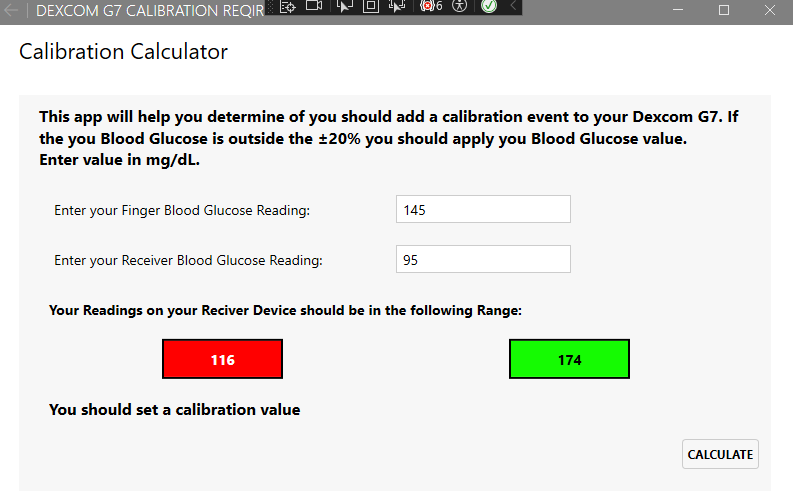 DEXCOM G7 CALIBRATION REQIR
6
Calibration Calculator
This app will help you determine of you should add a calibration event to your Dexcom G7. If
the you Blood Glucose is outside the ±20% you should apply you Blood Glucose value.
Enter value in mg/dL.
Enter your Finger Blood Glucose Reading: 145
Enter your Receiver Blood Glucose Reading: 95
Your Readings on your Reciver Device should be in the following Range:
116 174
You should set a calibration value
CALCULATE